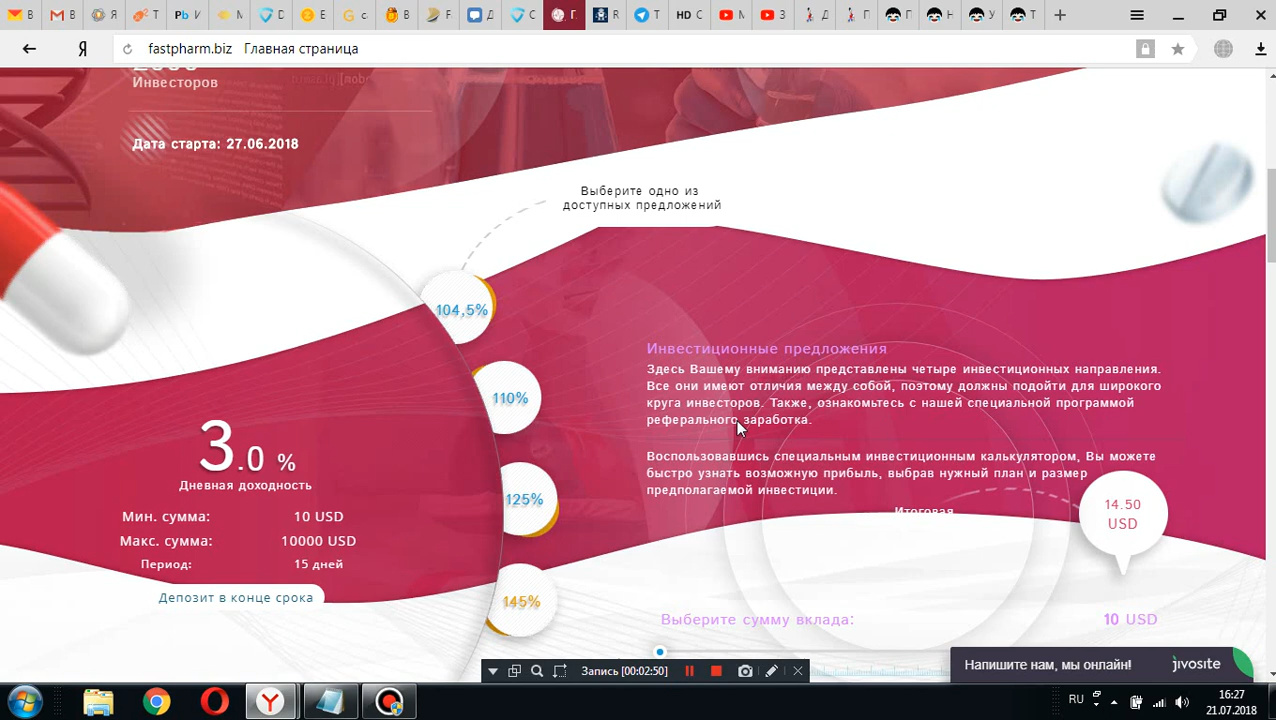 fastpharm.biz Главная страница
Инвесторов
Дата старта: 27.06.2018
Выберите одно из
доступных предложений
104,5%
110%
125%
145%
3.0 %
Дневная доходность
Мин. сумма: 10 USD
Макс. сумма: 10000 USD
Период: 15 дней
Депозит в конце срока
Инвестиционные предложения
Здесь Вашему вниманию представлены четыре инвестиционных направления.
Все они имеют отличия между собой, поэтому должны подойти для широкого
круга инвесторов. Также, ознакомьтесь с нашей специальной программой
реферального заработка.
Воспользовавшись специальным инвестиционным калькулятором, Вы можете
быстро узнать возможную прибыль, выбрав нужный план и размер
предполагаемой инвестиции.
Итоговая
14.50
USD
Выберите сумму вклада: 10 USD
Запись [00:02:50]
Напишите нам, мы онлайн! jivosite
RU
16:27
21.07.2018